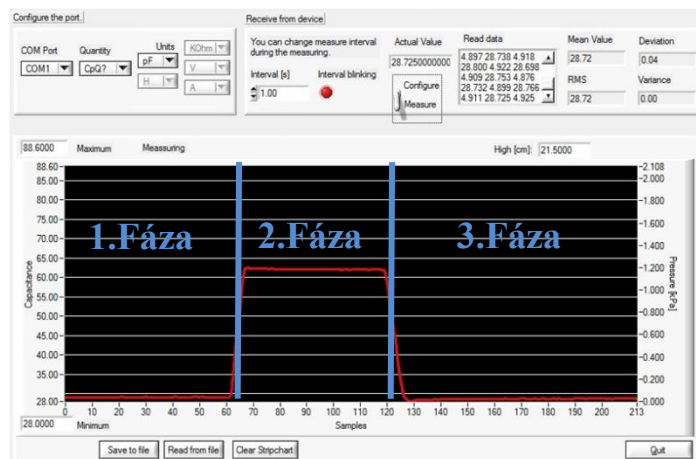 Configure the port.
COM Port
COM1
Quantity
CpQ?
Units
pF
H
KOhm
V
A
Receive from device
You can change measure interval
during the measuring.
Interval [s]
1.00
Interval blinking
Actual Value
28.7250000000
Configure
Measure
Read data
4.897 28.738 4.918
28.800 4.922 28.698
4.909 28.753 4.876
28.732 4.899 28.766
4.911 28.725 4.925
Mean Value
28.72
RMS
28.72
Deviation
0.04
Variance
0.00
88.6000
Maximum
Meassuring
High [cm]:
21.5000
88.60
85.00
80.00
75.00
70.00
65.00
60.00
55.00
50.00
45.00
40.00
35.00
28.00
Capacitance
1.Fáza
2.Fáza
3.Fáza
2.108
2.000
1.800
1.600
1.400
1.200
1.000
0.800
0.600
0.400
0.200
0.000
Pressure [kPa]
0 10 20 30 40 50 60 70 80 90 100 110 120 130 140 150 160 170 180 190 200 213
Samples
28.0000
Minimum
Save to file
Read from file
Clear Stripchart
Quit